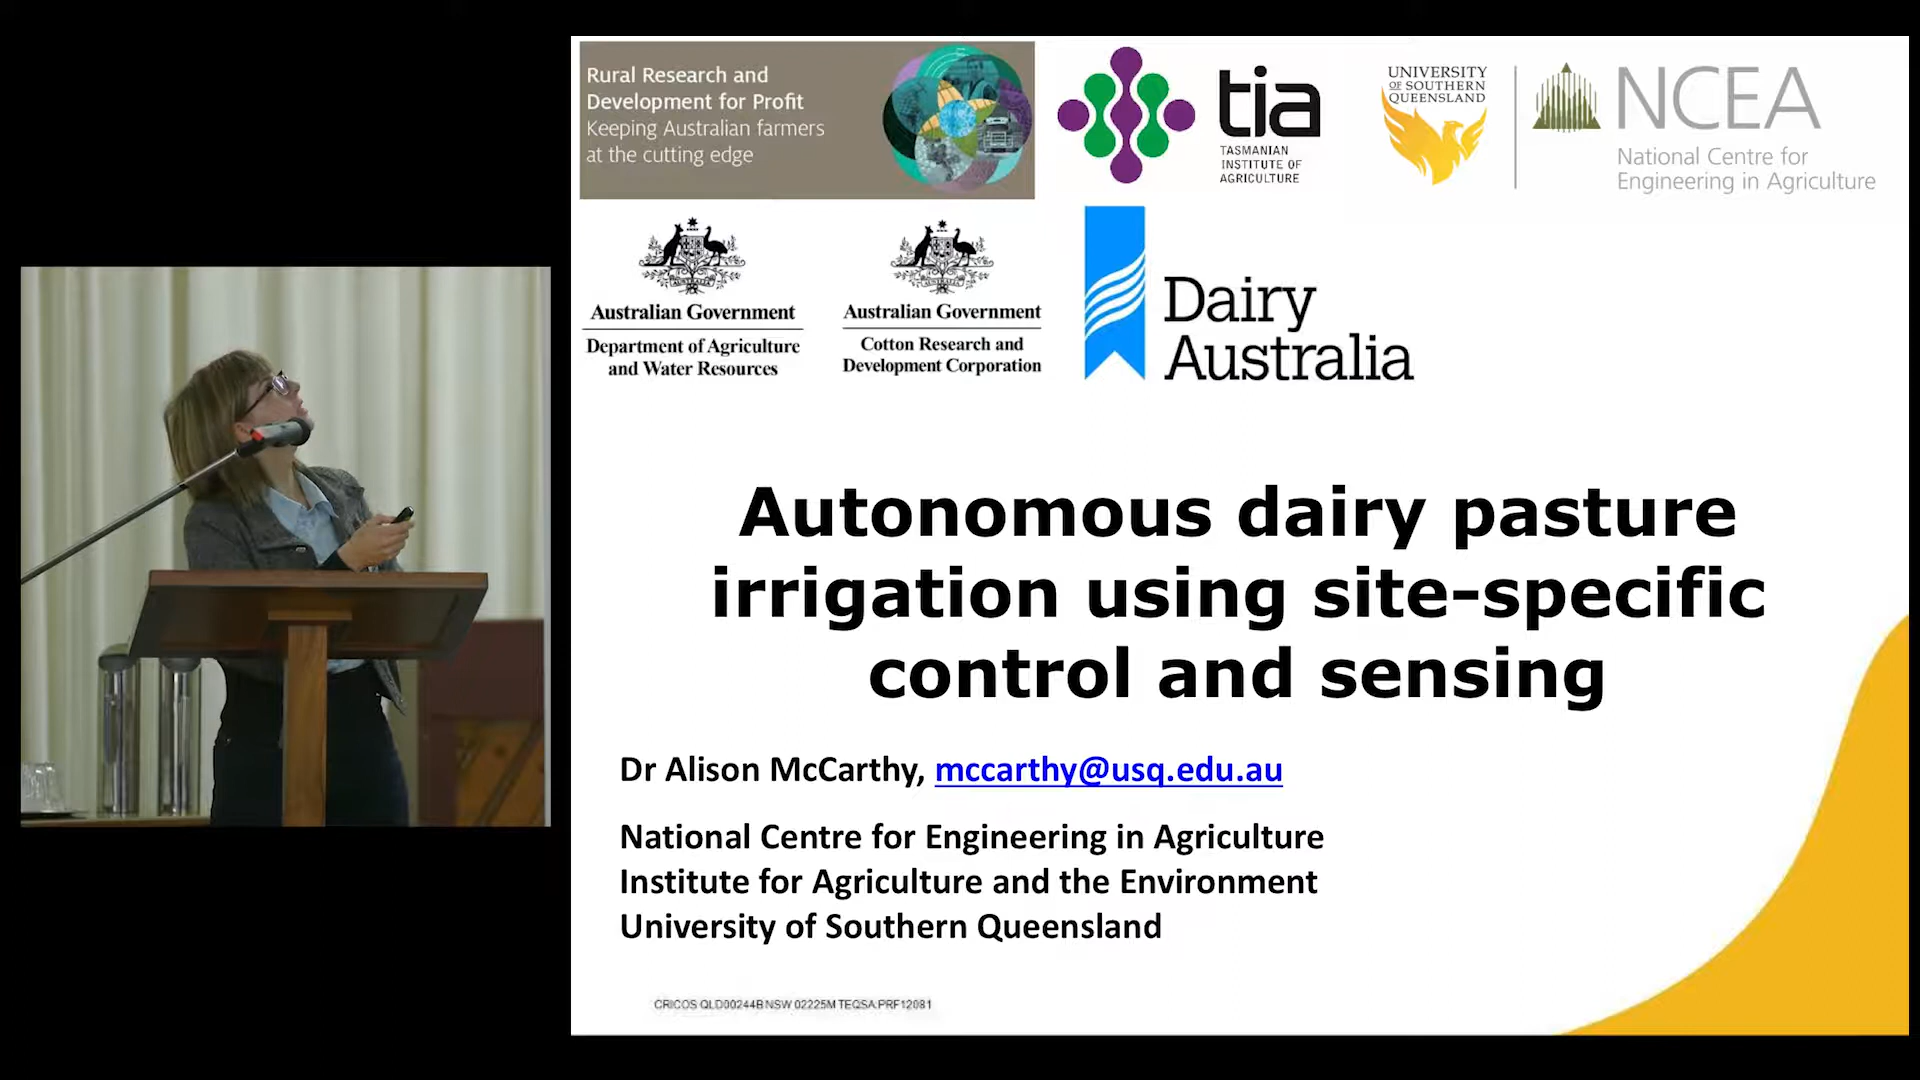 Rural Research and
Development for Profit
Keeping Australian farmers
at the cutting edge
tia
TASMANIAN
INSTITUTE OF
AGRICULTURE
UNIVERSITY
OF SOUTHERN
QUEENSLAND
NCEA
National Centre for
Engineering in Agriculture
Australian Government
Department of Agriculture
and Water Resources
Australian Government
Cotton Research and
Development Corporation
Dairy
Australia
Autonomous dairy pasture
irrigation using site-specific
control and sensing
Dr Alison McCarthy, mccarthy@usq.edu.au
National Centre for Engineering in Agriculture
Institute for Agriculture and the Environment
University of Southern Queensland
CRICOS QLD00244B NSW 02225M TEQSA:PRF12081